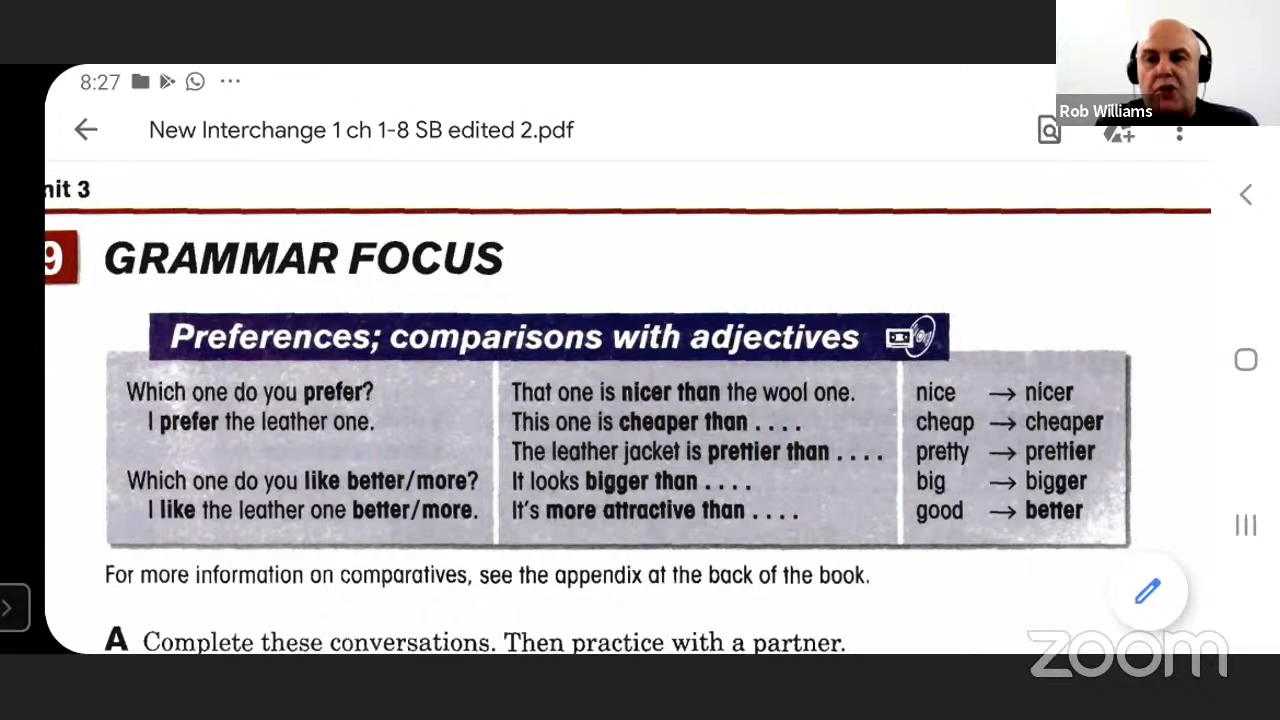 8:27
Rob Williams
New Interchange 1 ch 1-8 SB edited 2.pdf
nit 3
9 GRAMMAR FOCUS
Preferences; comparisons with adjectives
Which one do you prefer?
I prefer the leather one.
Which one do you like better/more?
I like the leather one better/more.
That one is nicer than the wool one.
This one is cheaper than . . . .
The leather jacket is prettier than . . . .
It looks bigger than . . . .
It's more attractive than . . . .
nice → nicer
cheap → cheaper
pretty → prettier
big → bigger
good → better
For more information on comparatives, see the appendix at the back of the book.
A Complete these conversations. Then practice with a partner.
zoom